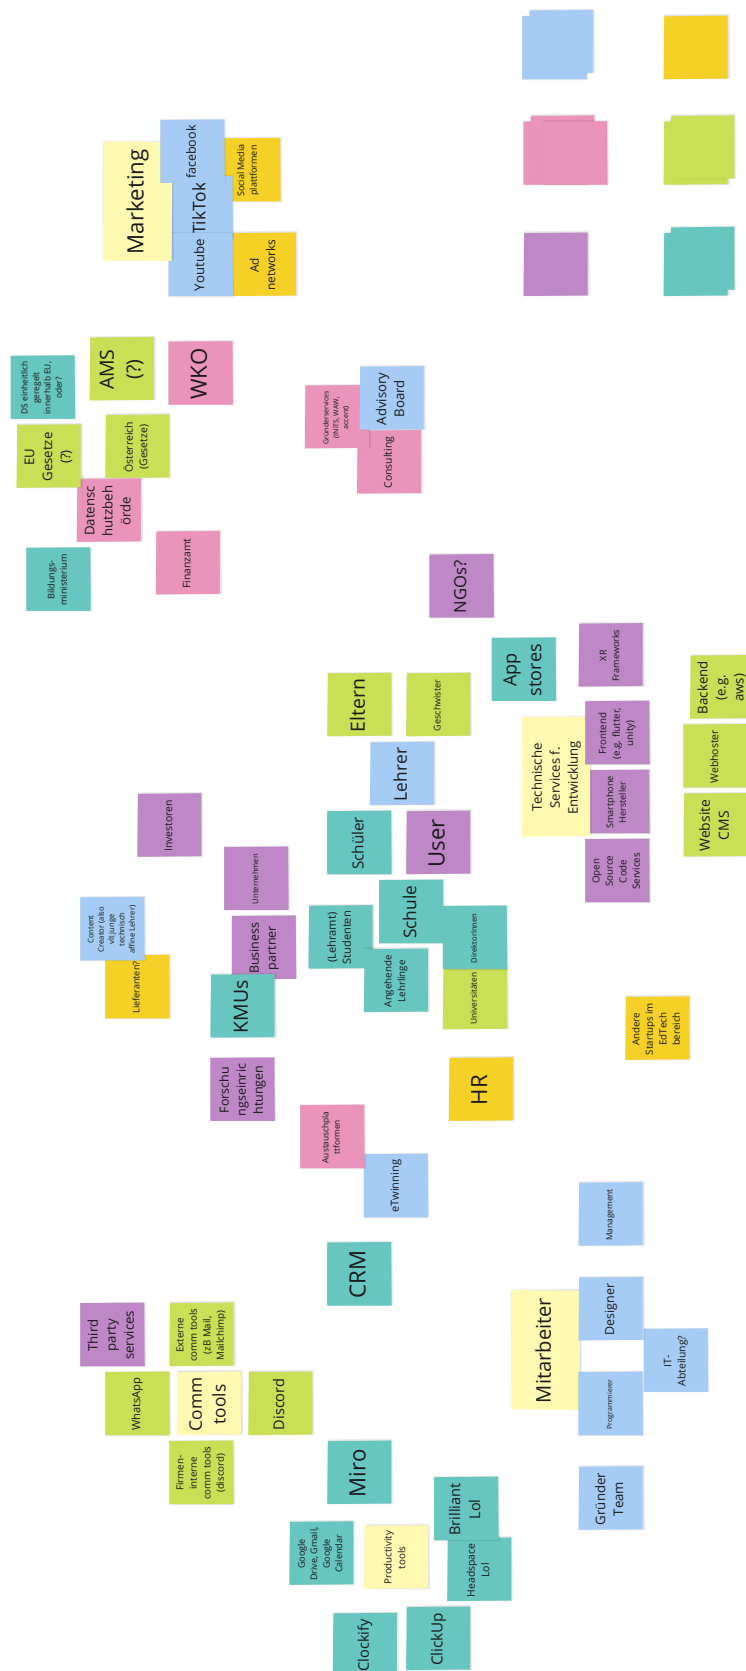 Clockify
ClickUp
Google
Drive, Gmail,
Google
Calendar
Productivity
tools
Headspace
Lol
Brilliant
Lol
Miro
Firmen-
interne
comm tools
(discord)
WhatsApp
Comm
tools
Discord
Third
party
services
Externe
comm tools
(zB Mail,
Mailchimp)
CRM
Gründer
Team
Mitarbeiter
Programmierer
Designer
IT-
Abteilung?
Management
Austauschpla
ttformen
eTwinning
HR
Forschu
ngseinric
htungen
KMUs
Business
partner
Unternehmen
Lieferanten?
Content
Creator (also
vlt junge
technisch
affine Lehrer)
Investoren
(Lehramt)
Studenten
Angehende
Lehrlinge
Universitäten
DirektorInnen
Schule
Schüler
User
Lehrer
Eltern
Geschwister
Andere
Startups im
EdTech
bereich
Technische
Services f.
Entwicklung
Open
Source
Code
Services
Smartphone
Hersteller
Frontend
(e.g. flutter,
unity)
XR
Frameworks
Website
CMS
Webhoster
Backend
(e.g.
aws)
App
stores
NGOs?
Bildungs-
ministerium
Finanzamt
Datensc
hutzbeh
örde
EU
Gesetze
(?)
Österreich
(Gesetze)
DS einheitlich
geregelt
innerhalb EU,
oder?
AMS
(?)
WKO
Gründerservices
(INITS, WAW,
accent)
Consulting
Advisory
Board
Marketing
Youtube
TikTok
facebook
Ad
networks
Social Media
plattformen